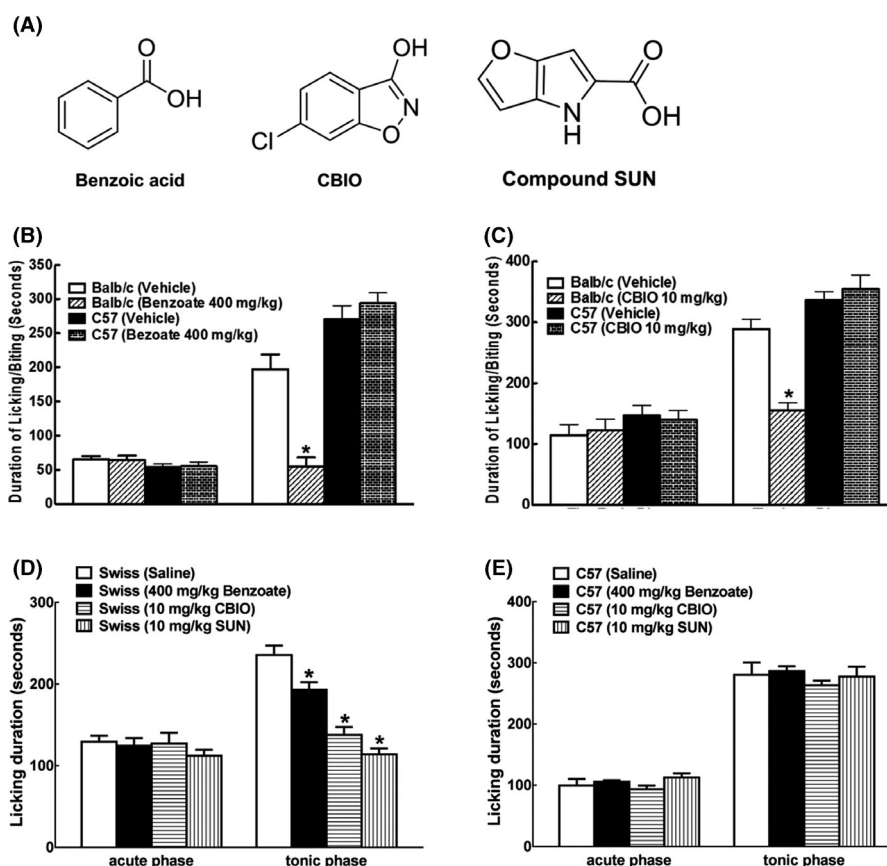 (A)
O
OH
Benzoic acid
OH
N
O
Cl
CBIO
O
O
N
H
OH
Compound SUN
(B)
Duration of Licking/Biting (Seconds)
350
300
250
200
150
100
50
0
Balb/c (Vehicle)
Balb/c (Benzoate 400 mg/kg)
C57 (Vehicle)
C57 (Bezoate 400 mg/kg)
*
(C)
Duration of Licking/Biting (Seconds)
400
300
200
100
0
Balb/c (Vehicle)
Balb/c (CBIO 10 mg/kg)
C57 (Vehicle)
C57 (CBIO 10 mg/kg)
*
(D)
Licking duration (seconds)
300
200
100
0
Swiss (Saline)
Swiss (400 mg/kg Benzoate)
Swiss (10 mg/kg CBIO)
Swiss (10 mg/kg SUN)
*
*
*
acute phase
tonic phase
(E)
Licking duration (seconds)
400
300
200
100
0
C57 (Saline)
C57 (400 mg/kg Benzoate)
C57 (10 mg/kg CBIO)
C57 (10 mg/kg SUN)
acute phase
tonic phase